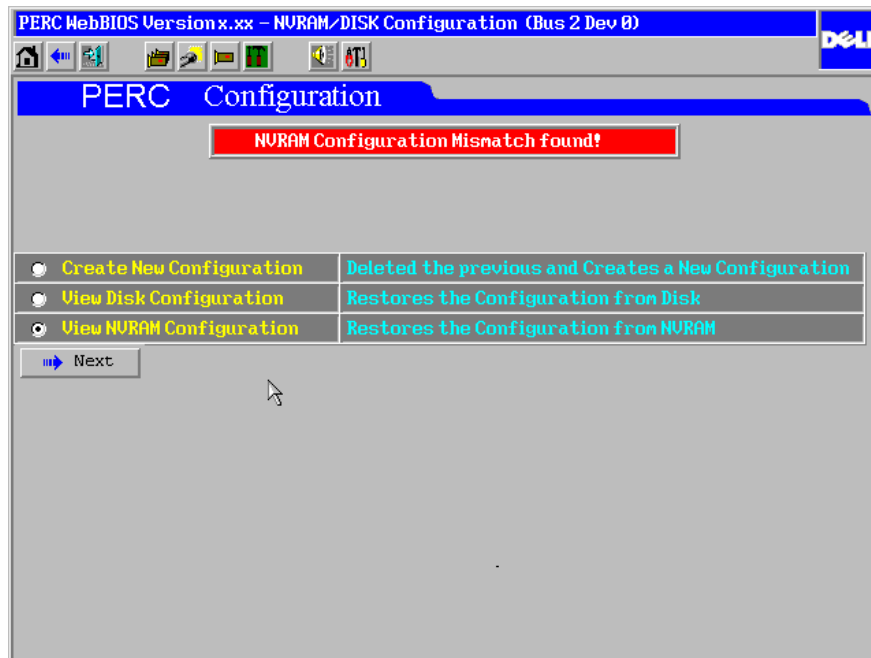 PERC WebBIOS Version x.xx – NVRAM/DISK Configuration (Bus 2 Dev 0)
DELL
PERC Configuration
NVRAM Configuration Mismatch found!
Create New Configuration Deleted the previous and Creates a New Configuration
View Disk Configuration Restores the Configuration from Disk
View NVRAM Configuration Restores the Configuration from NVRAM
Next